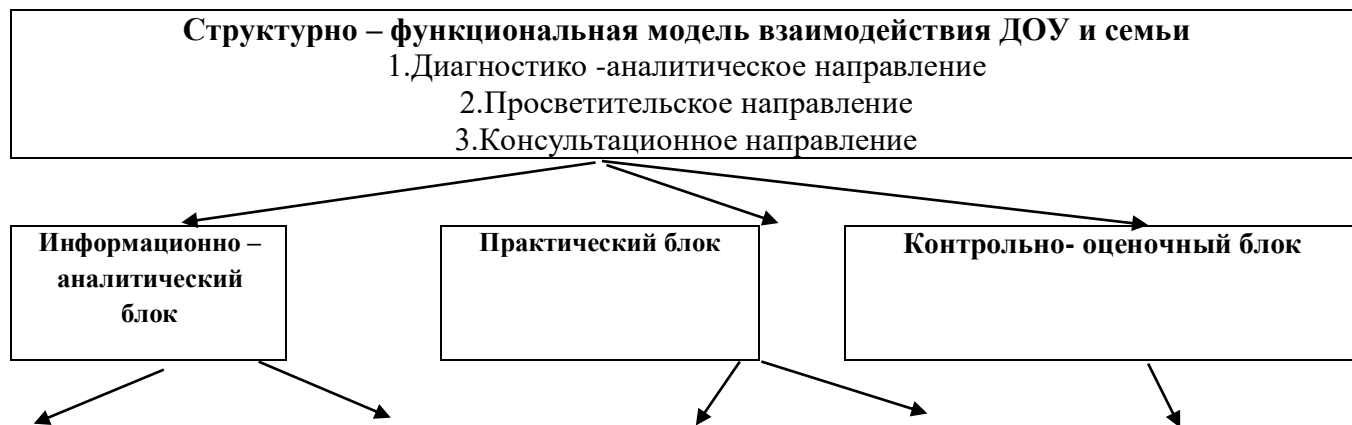 Структурно – функциональная модель взаимодействия ДОУ и семьи
1.Диагностико -аналитическое направление
2.Просветительское направление
3.Консультационное направление
Информационно –
аналитический
блок
Практический блок
Контрольно- оценочный блок